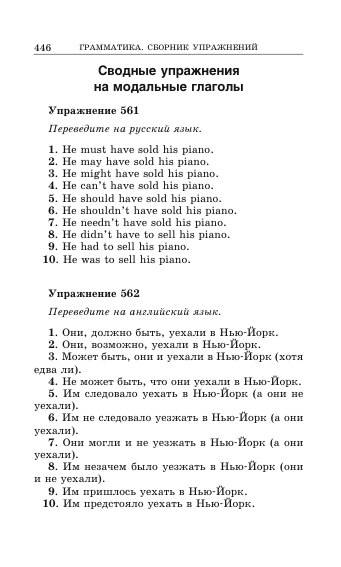 446 ГРАММАТИКА. СБОРНИК УПРАЖНЕНИЙ
Сводные упражнения
на модальные глаголы
Упражнение 561
Переведите на русский язык.
1. He must have sold his piano.
2. He may have sold his piano.
3. He might have sold his piano.
4. He can't have sold his piano.
5. He should have sold his piano.
6. He shouldn't have sold his piano.
7. He needn't have sold his piano.
8. He didn't have to sell his piano.
9. He had to sell his piano.
10. He was to sell his piano.
Упражнение 562
Переведите на английский язык.
1. Они, должно быть, уехали в Нью-Йорк.
2. Они, возможно, уехали в Нью-Йорк.
3. Может быть, они и уехали в Нью-Йорк (хотя
едва ли).
4. Не может быть, что они уехали в Нью-Йорк.
5. Им следовало уехать в Нью-Йорк (а они не
уехали).
6. Им не следовало уезжать в Нью-Йорк (а они
уехали).
7. Они могли и не уезжать в Нью-Йорк (а они
уехали).
8. Им незачем было уезжать в Нью-Йорк (они
и не уехали).
9. Им пришлось уехать в Нью-Йорк.
10. Им предстояло уехать в Нью-Йорк.